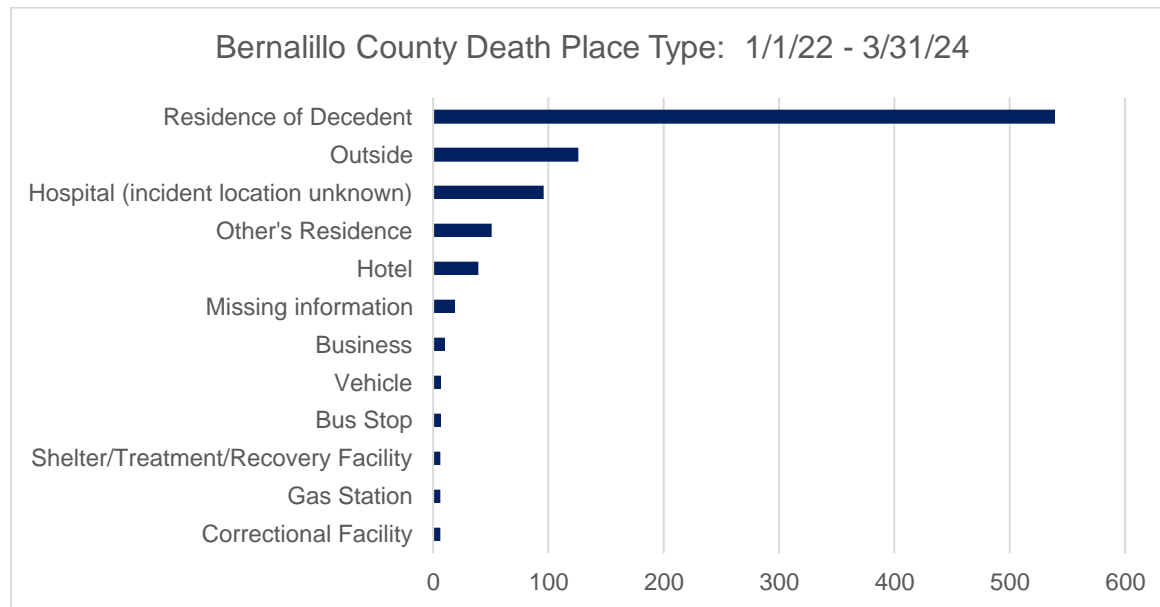 Bernalillo County Death Place Type:  1/1/22 - 3/31/24
Residence of Decedent
Outside
Hospital (incident location unknown)
Other's Residence
Hotel
Missing information
Business
Vehicle
Bus Stop
Shelter/Treatment/Recovery Facility
Gas Station
Correctional Facility
0 100 200 300 400 500 600